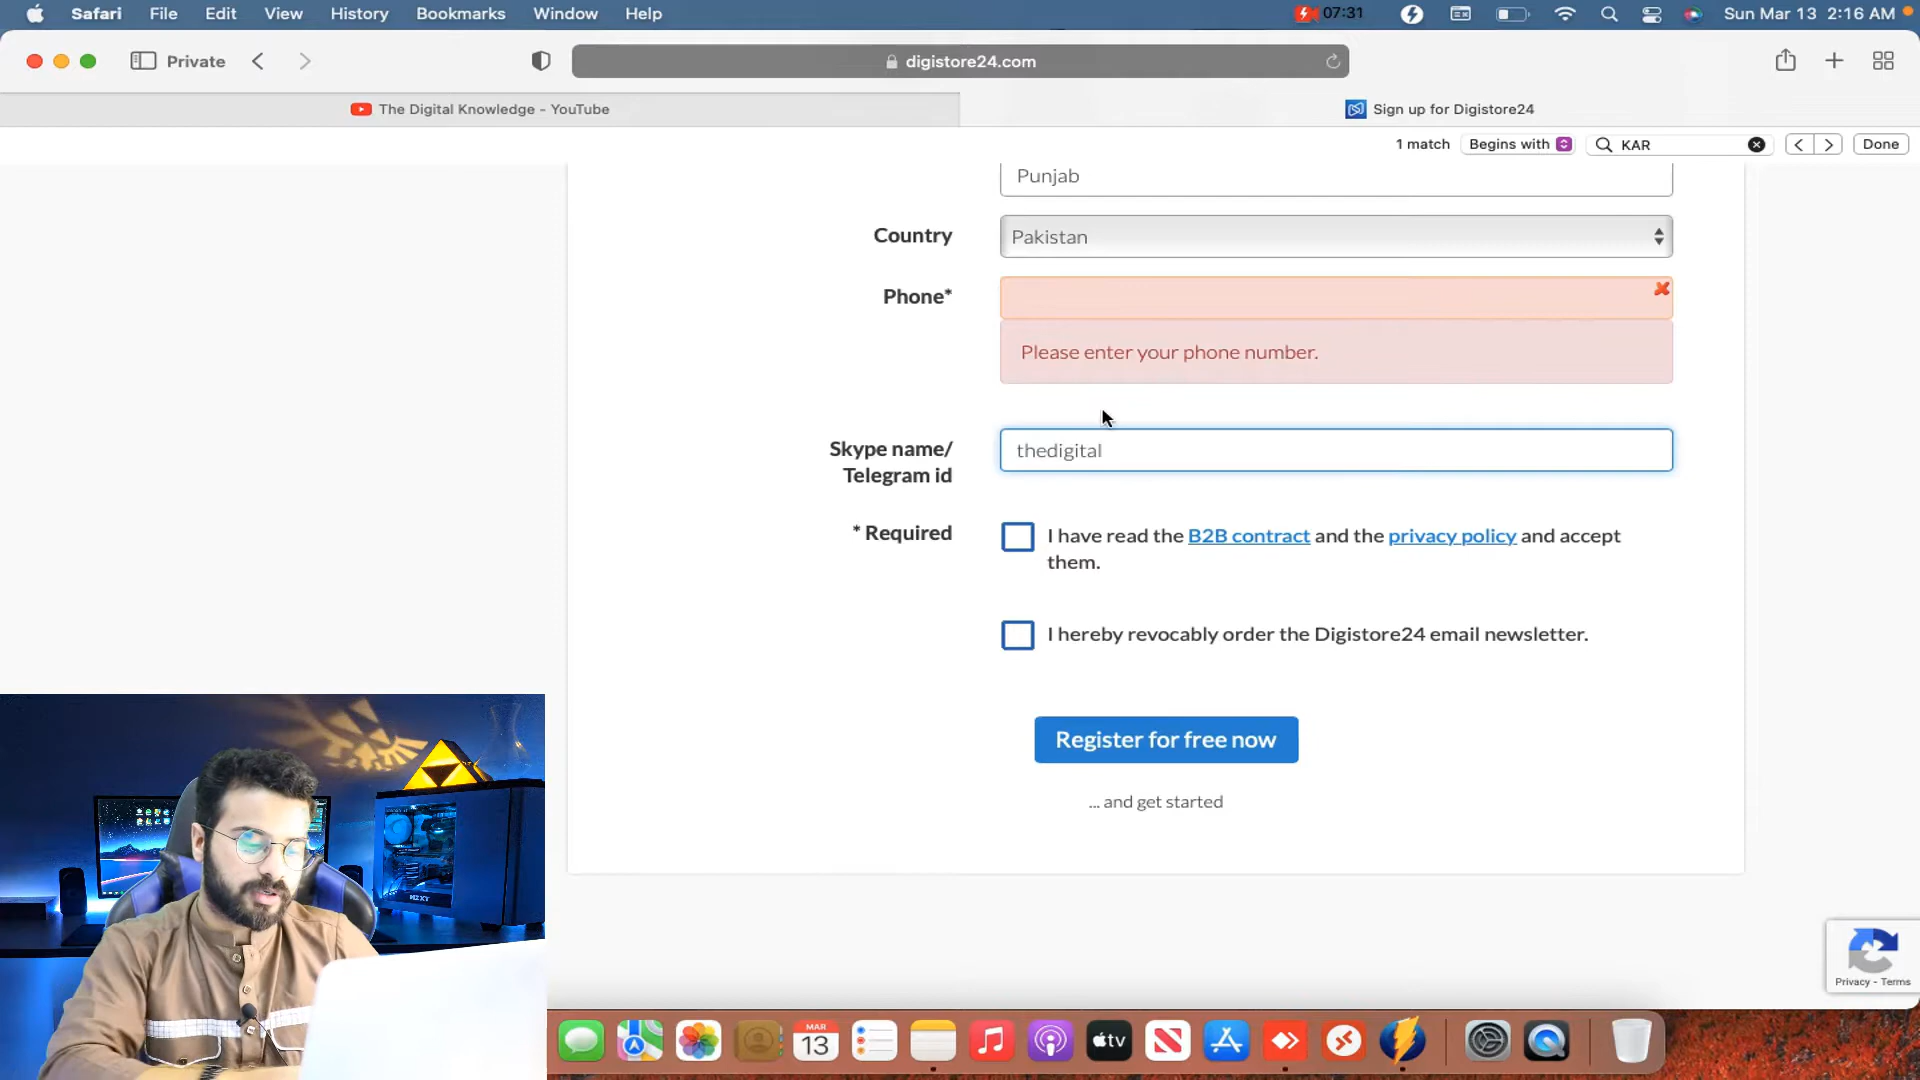 Safari File Edit View History Bookmarks Window Help 07:31 Sun Mar 13 2:16 AM
Private digistore24.com
The Digital Knowledge - YouTube Sign up for Digistore24
1 match Begins with KAR Done
Punjab
Country Pakistan
Phone*
Please enter your phone number.
Skype name/
Telegram id
thedigital
* Required
I have read the B2B contract and the privacy policy and accept
them.
I hereby revocably order the Digistore24 email newsletter.
Register for free now
... and get started
Privacy - Terms
NZXT
MAR
13
tv